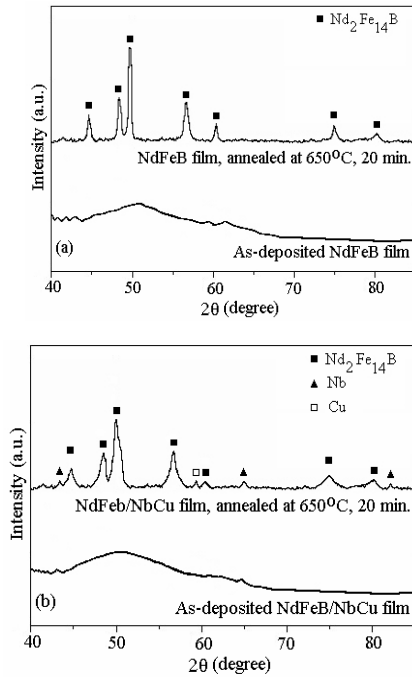 ■ Nd2Fe14B
Intensity (a.u.)
NdFeB film, annealed at 650°C, 20 min.
(a)
As-deposited NdFeB film
40 50 60 70 80
2θ (degree)
■ Nd2Fe14B
▲ Nb
□ Cu
Intensity (a.u.)
NdFeb/NbCu film, annealed at 650°C, 20 min.
(b)
As-deposited NdFeB/NbCu film
40 50 60 70 80
2θ (degree)